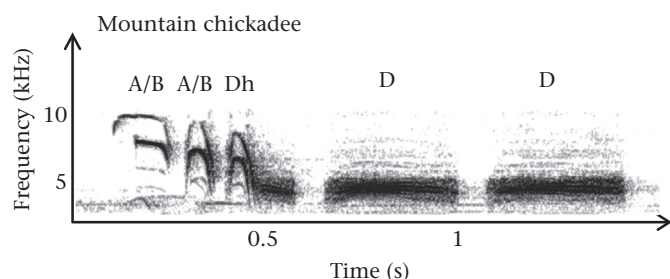 Mountain chickadee
A/B A/B Dh D D
Frequency (kHz)
10
5
0.5 1
Time (s)